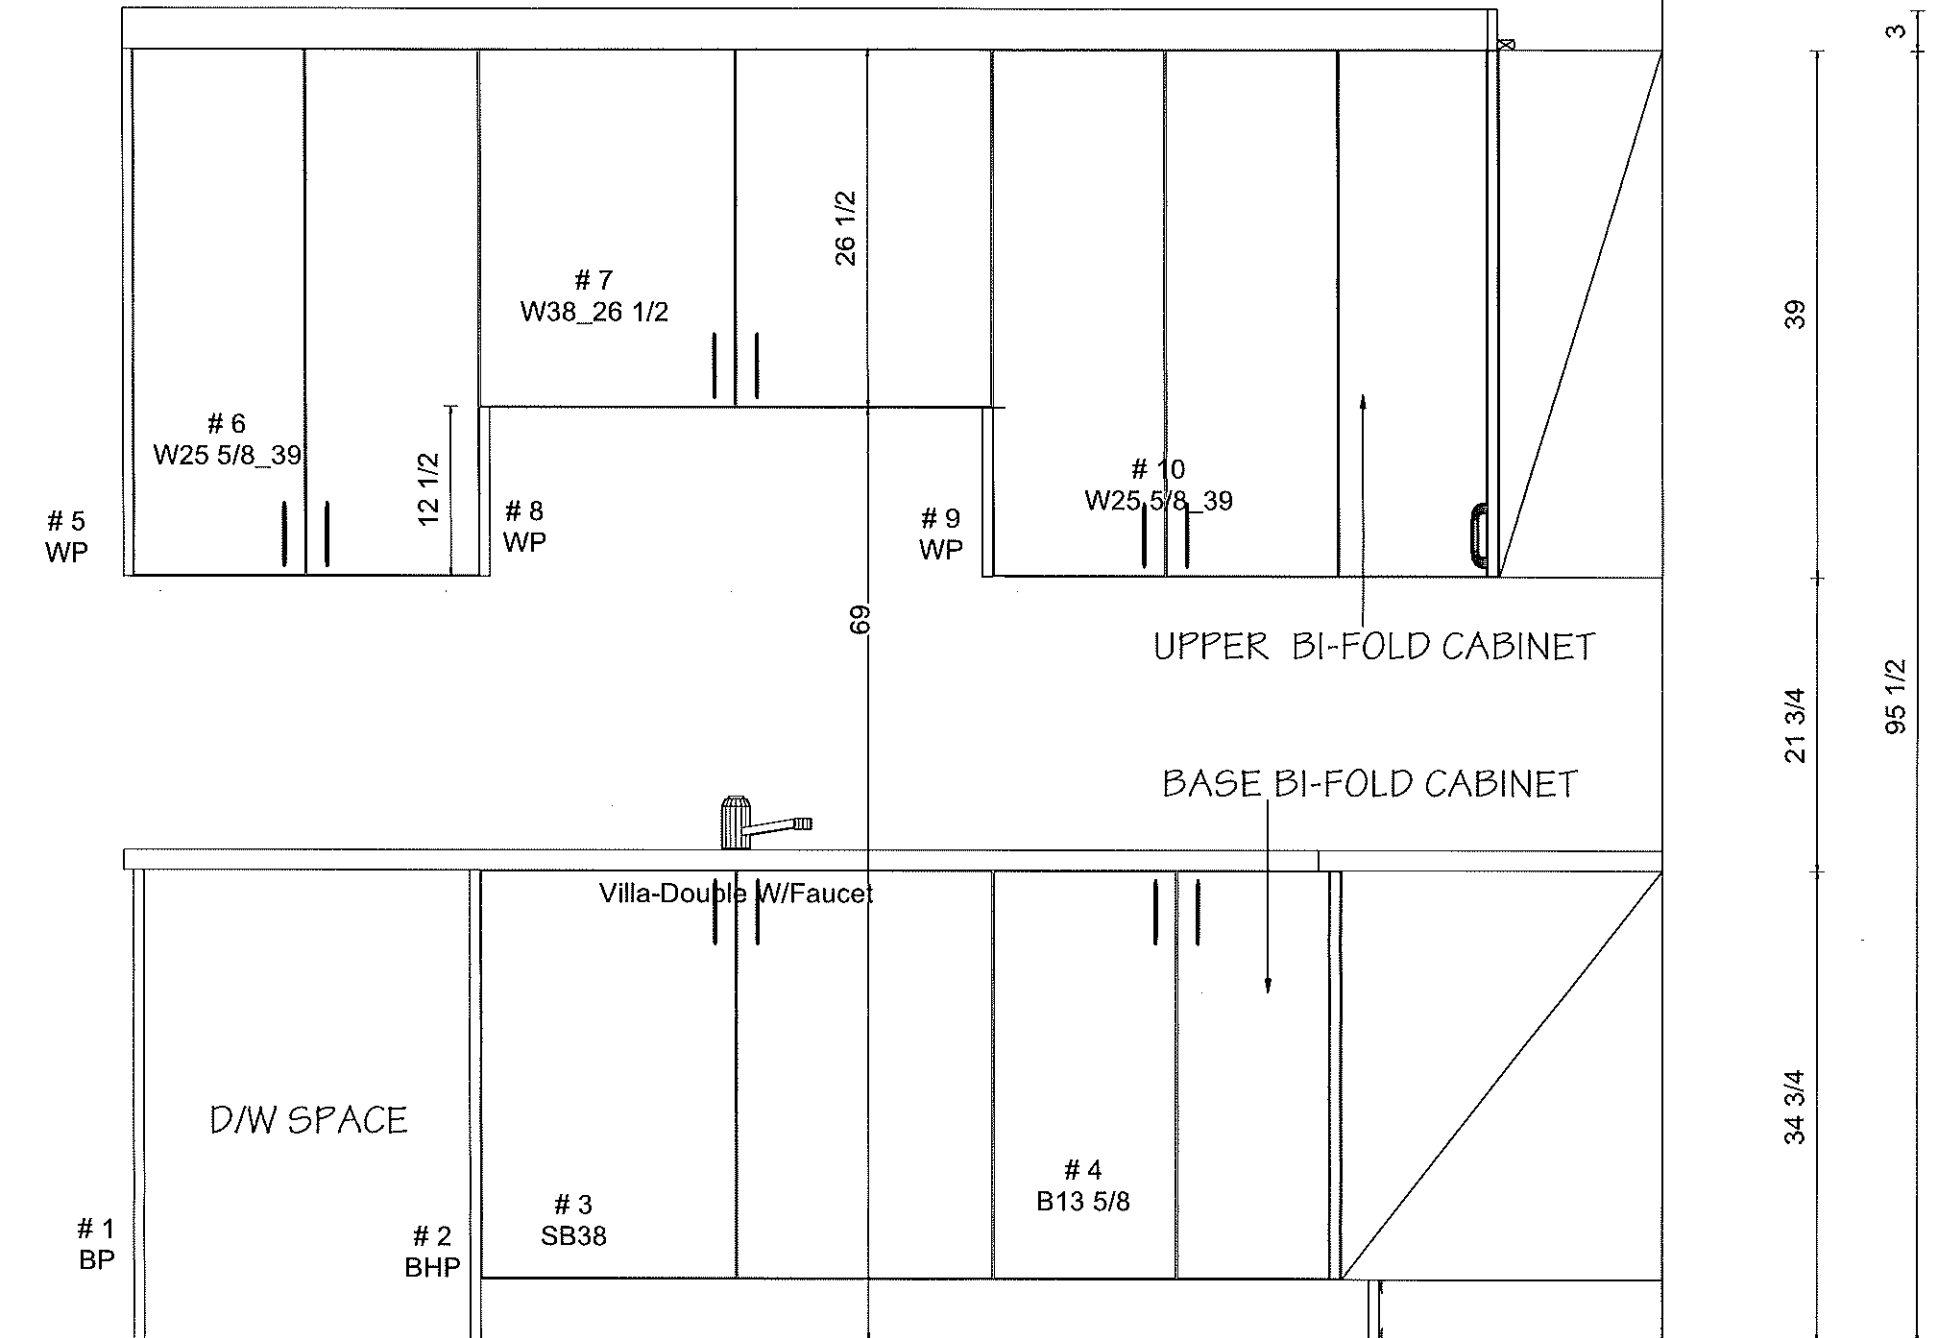 3
26 1/2
# 7
W38_26 1/2
39
# 6
W25 5/8_39
12 1/2
# 5
WP
# 8
WP
# 9
WP
# 10
W25 5/8_39
69
UPPER BI-FOLD CABINET
21 3/4
95 1/2
BASE BI-FOLD CABINET
Villa-Double W/Faucet
D/W SPACE
34 3/4
# 1
BP
# 2
BHP
# 3
SB38
# 4
B13 5/8